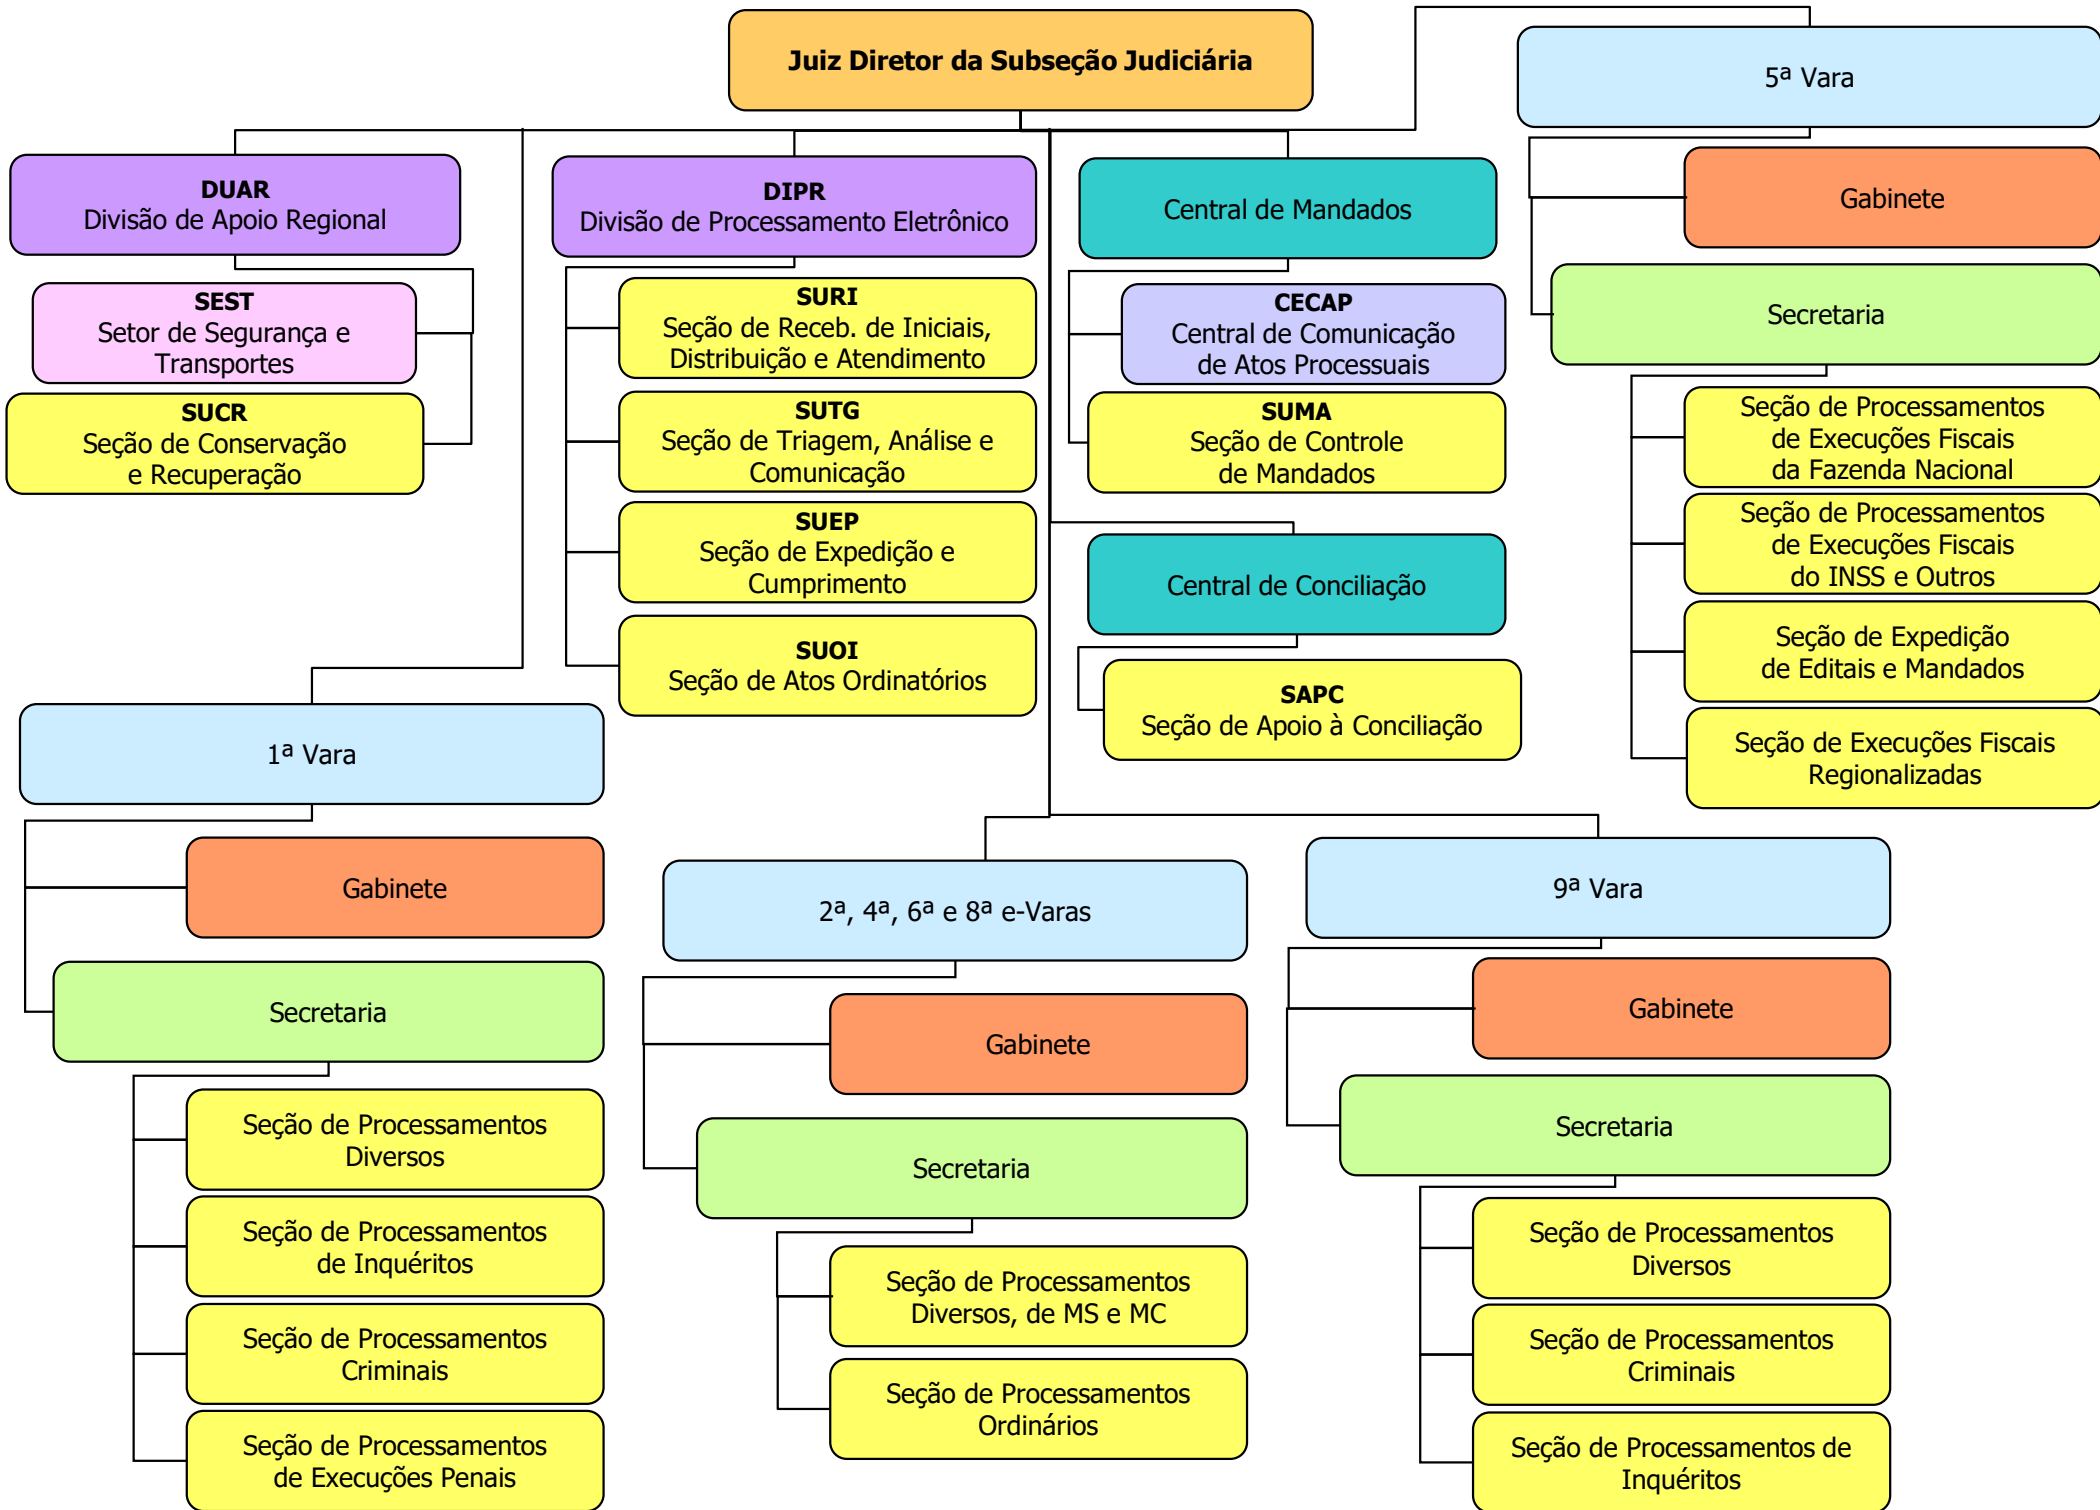 Juiz Diretor da Subseção Judiciária
5ª Vara
DUAR
Divisão de Apoio Regional
DIPR
Divisão de Processamento Eletrônico
Central de Mandados
Gabinete
SEST
Setor de Segurança e
Transportes
SUCR
Seção de Conservação
e Recuperação
SURI
Seção de Receb. de Iniciais,
Distribuição e Atendimento
SUTG
Seção de Triagem, Análise e
Comunicação
SUEP
Seção de Expedição e
Cumprimento
SUOI
Seção de Atos Ordinatórios
CECAP
Central de Comunicação
de Atos Processuais
SUMA
Seção de Controle
de Mandados
Central de Conciliação
SAPC
Seção de Apoio à Conciliação
Secretaria
Seção de Processamentos
de Execuções Fiscais
da Fazenda Nacional
Seção de Processamentos
de Execuções Fiscais
do INSS e Outros
Seção de Expedição
de Editais e Mandados
Seção de Execuções Fiscais
Regionalizadas
1ª Vara
Gabinete
Secretaria
Seção de Processamentos
Diversos
Seção de Processamentos
de Inquéritos
Seção de Processamentos
Criminais
Seção de Processamentos
de Execuções Penais
2ª, 4ª, 6ª e 8ª e-Varas
Gabinete
Secretaria
Seção de Processamentos
Diversos, de MS e MC
Seção de Processamentos
Ordinários
9ª Vara
Gabinete
Secretaria
Seção de Processamentos
Diversos
Seção de Processamentos
Criminais
Seção de Processamentos de
Inquéritos